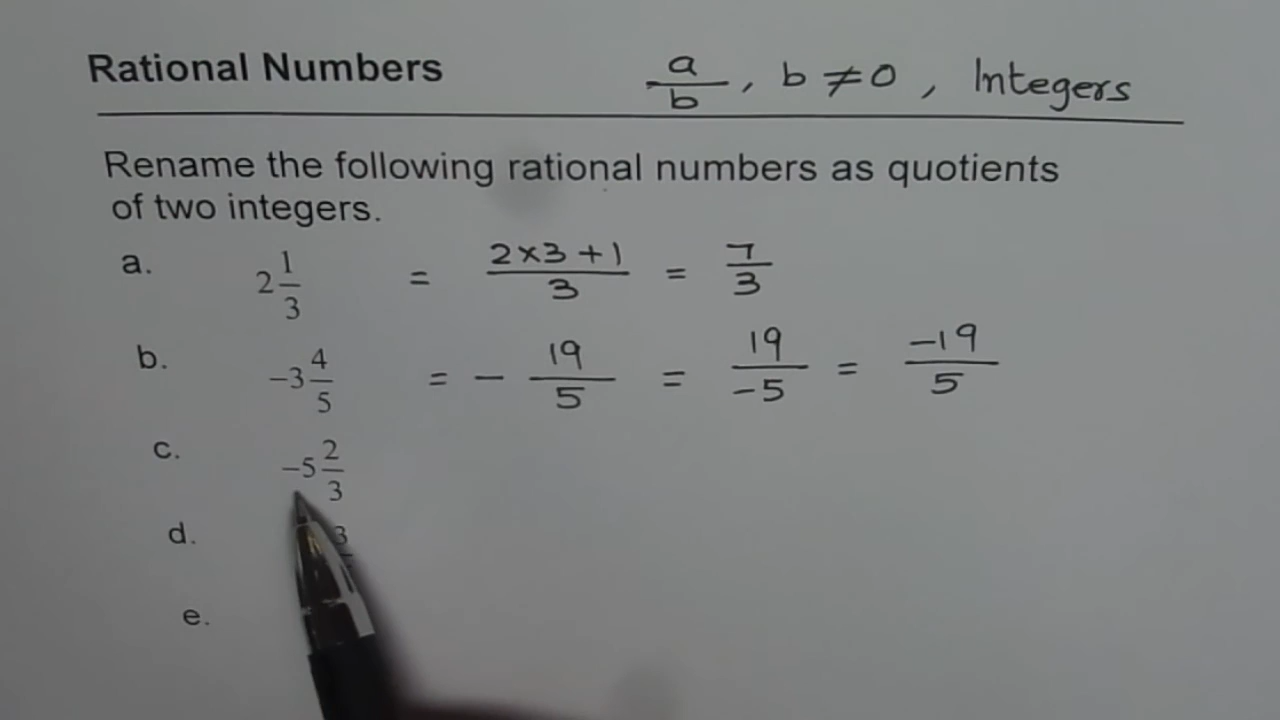 Rational Numbers a/b, b ≠ 0, Integers
Rename the following rational numbers as quotients
of two integers.
a. 2 1/3 = (2×3+1)/3 = 7/3
b. −3 4/5 = − 19/5 = 19/−5 = −19/5
c. −5 2/3
d. 3
e.